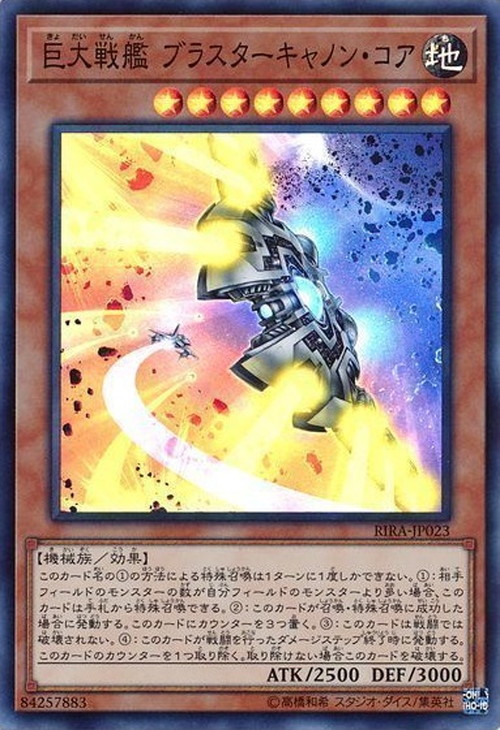 巨大戦艦 ブラスターキャノン・コア
地
RIRA-JP023
【機械族／効果】
このカード名の①の方法による特殊召喚は1ターンに1度しかできない。①：相手
フィールドのモンスターの数が自分フィールドのモンスターより多い場合、この
カードは手札から特殊召喚できる。②：このカードが召喚・特殊召喚に成功した
場合に発動する。このカードにカウンターを3つ置く。③：このカードは戦闘では
破壊されない。④：このカードが戦闘を行ったダメージステップ終了時に発動する。
このカードのカウンターを1つ取り除く。取り除けない場合このカードを破壊する。
ATK/2500 DEF/3000
84257883
©高橋和希 スタジオ・ダイス/集英社